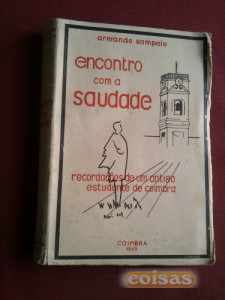 armando sampaio
encontro
com a
saudade
recordações de um antigo
estudante de coimbra
COIMBRA
coisas